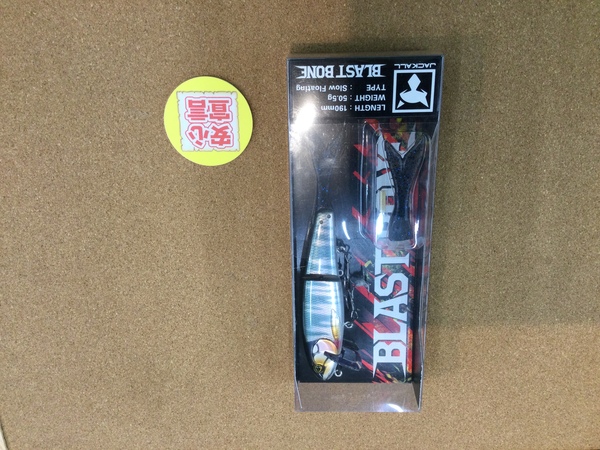 JACKALL
BLAST BONE
TYPE : Slow Floating
WEIGHT : 50.5g
LENGTH : 190mm
BLAST
安心
宣言